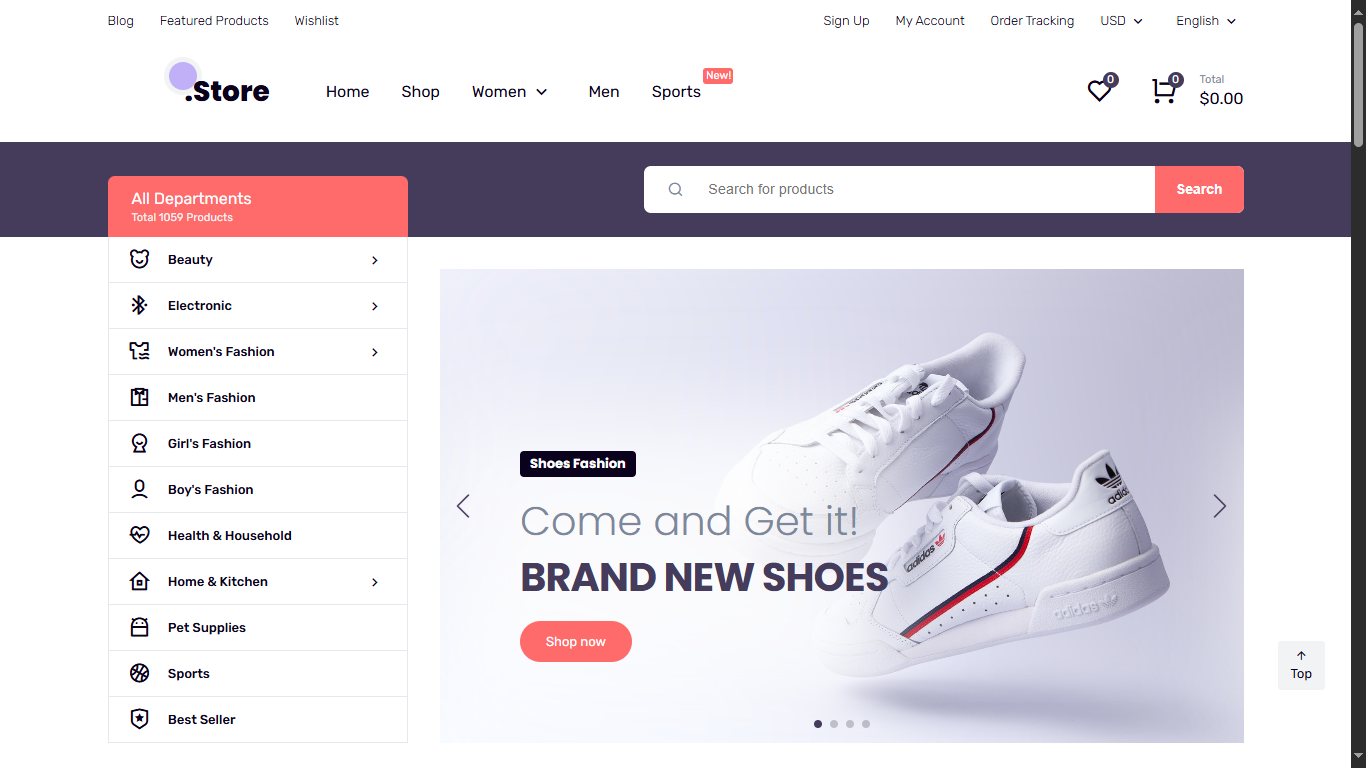 Blog Featured Products Wishlist
Sign Up My Account Order Tracking USD English
.Store
Home Shop Women Men Sports New!
0 0 Total
$0.00
All Departments
Total 1059 Products
Search for products Search
Beauty
Electronic
Women's Fashion
Men's Fashion
Girl's Fashion
Boy's Fashion
Health & Household
Home & Kitchen
Pet Supplies
Sports
Best Seller
Shoes Fashion
Come and Get it!
BRAND NEW SHOES
Shop now
adidas
adidas
adidas
Top